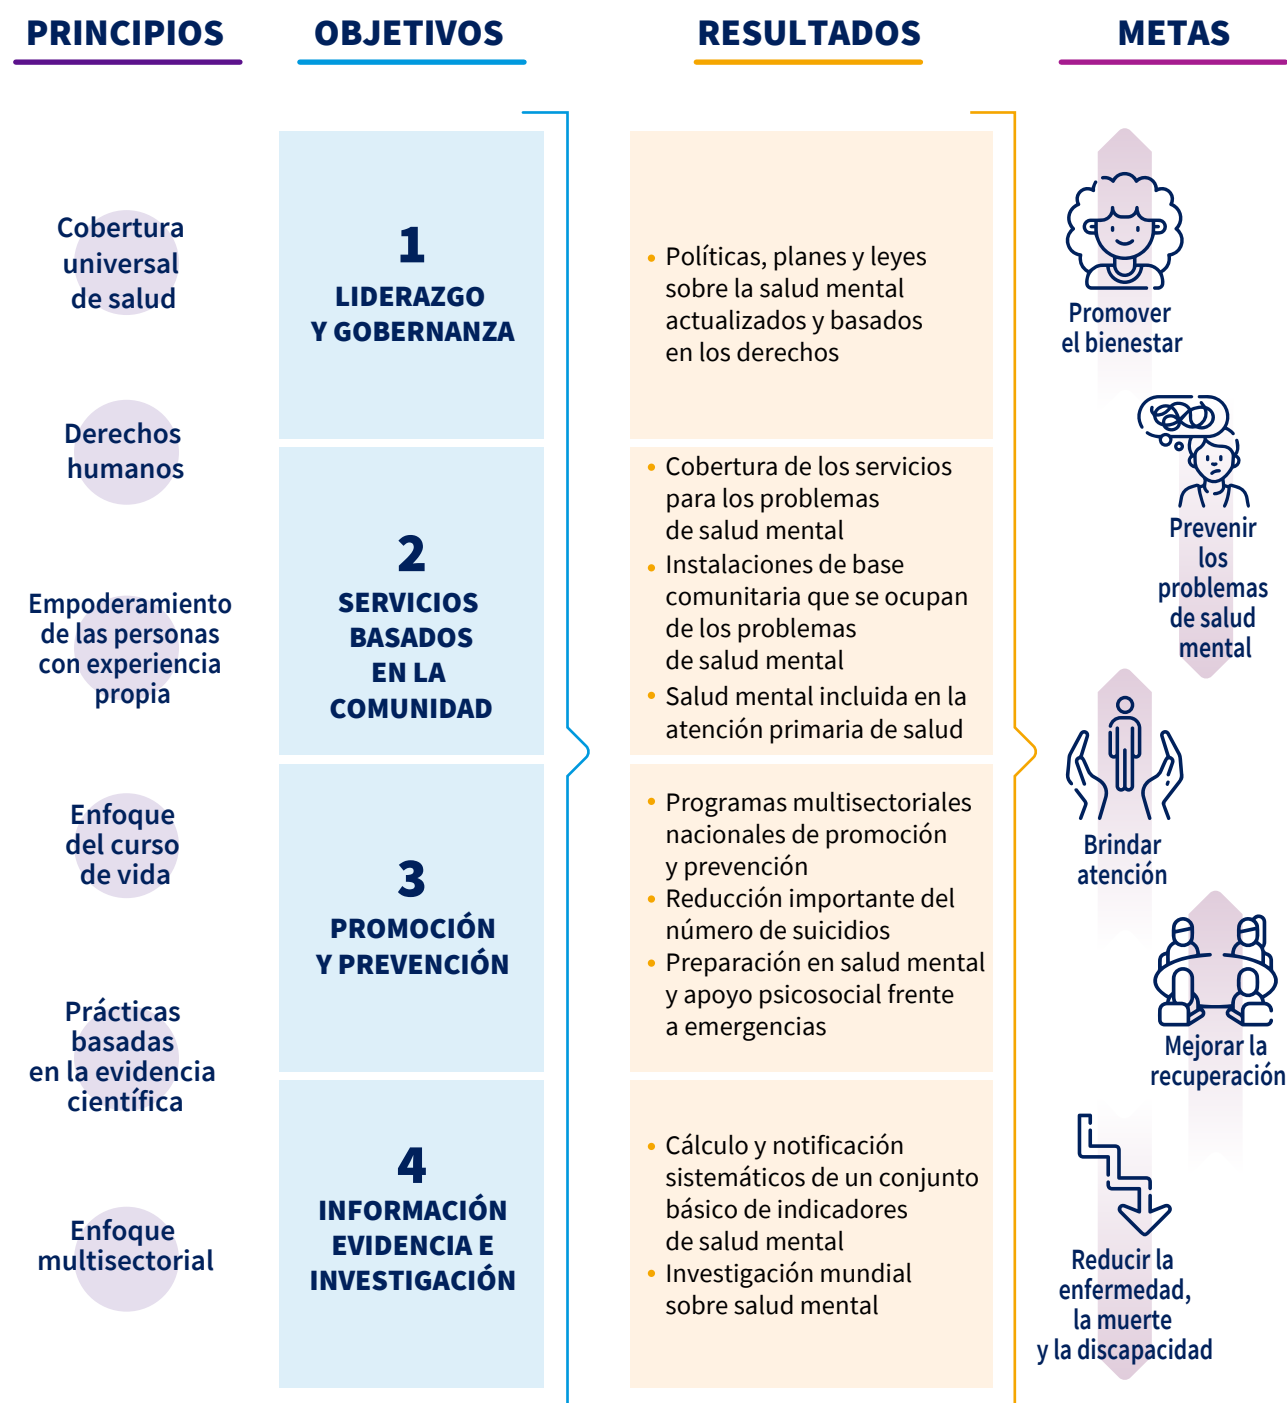 PRINCIPIOS
OBJETIVOS
RESULTADOS
METAS
Cobertura
universal
de salud
Derechos
humanos
Empoderamiento
de las personas
con experiencia
propia
Enfoque
del curso
de vida
Prácticas
basadas
en la evidencia
científica
Enfoque
multisectorial
1
LIDERAZGO
Y GOBERNANZA
2
SERVICIOS
BASADOS
EN LA
COMUNIDAD
3
PROMOCIÓN
Y PREVENCIÓN
4
INFORMACIÓN
EVIDENCIA E
INVESTIGACIÓN
• Políticas, planes y leyes
sobre la salud mental
actualizados y basados
en los derechos
• Cobertura de los servicios
para los problemas
de salud mental
• Instalaciones de base
comunitaria que se ocupan
de los problemas
de salud mental
• Salud mental incluida en la
atención primaria de salud
• Programas multisectoriales
nacionales de promoción
y prevención
• Reducción importante del
número de suicidios
• Preparación en salud mental
y apoyo psicosocial frente
a emergencias
• Cálculo y notificación
sistemáticos de un conjunto
básico de indicadores
de salud mental
• Investigación mundial
sobre salud mental
Promover
el bienestar
Prevenir
los
problemas
de salud
mental
Brindar
atención
Mejorar la
recuperación
Reducir la
enfermedad,
la muerte
y la discapacidad